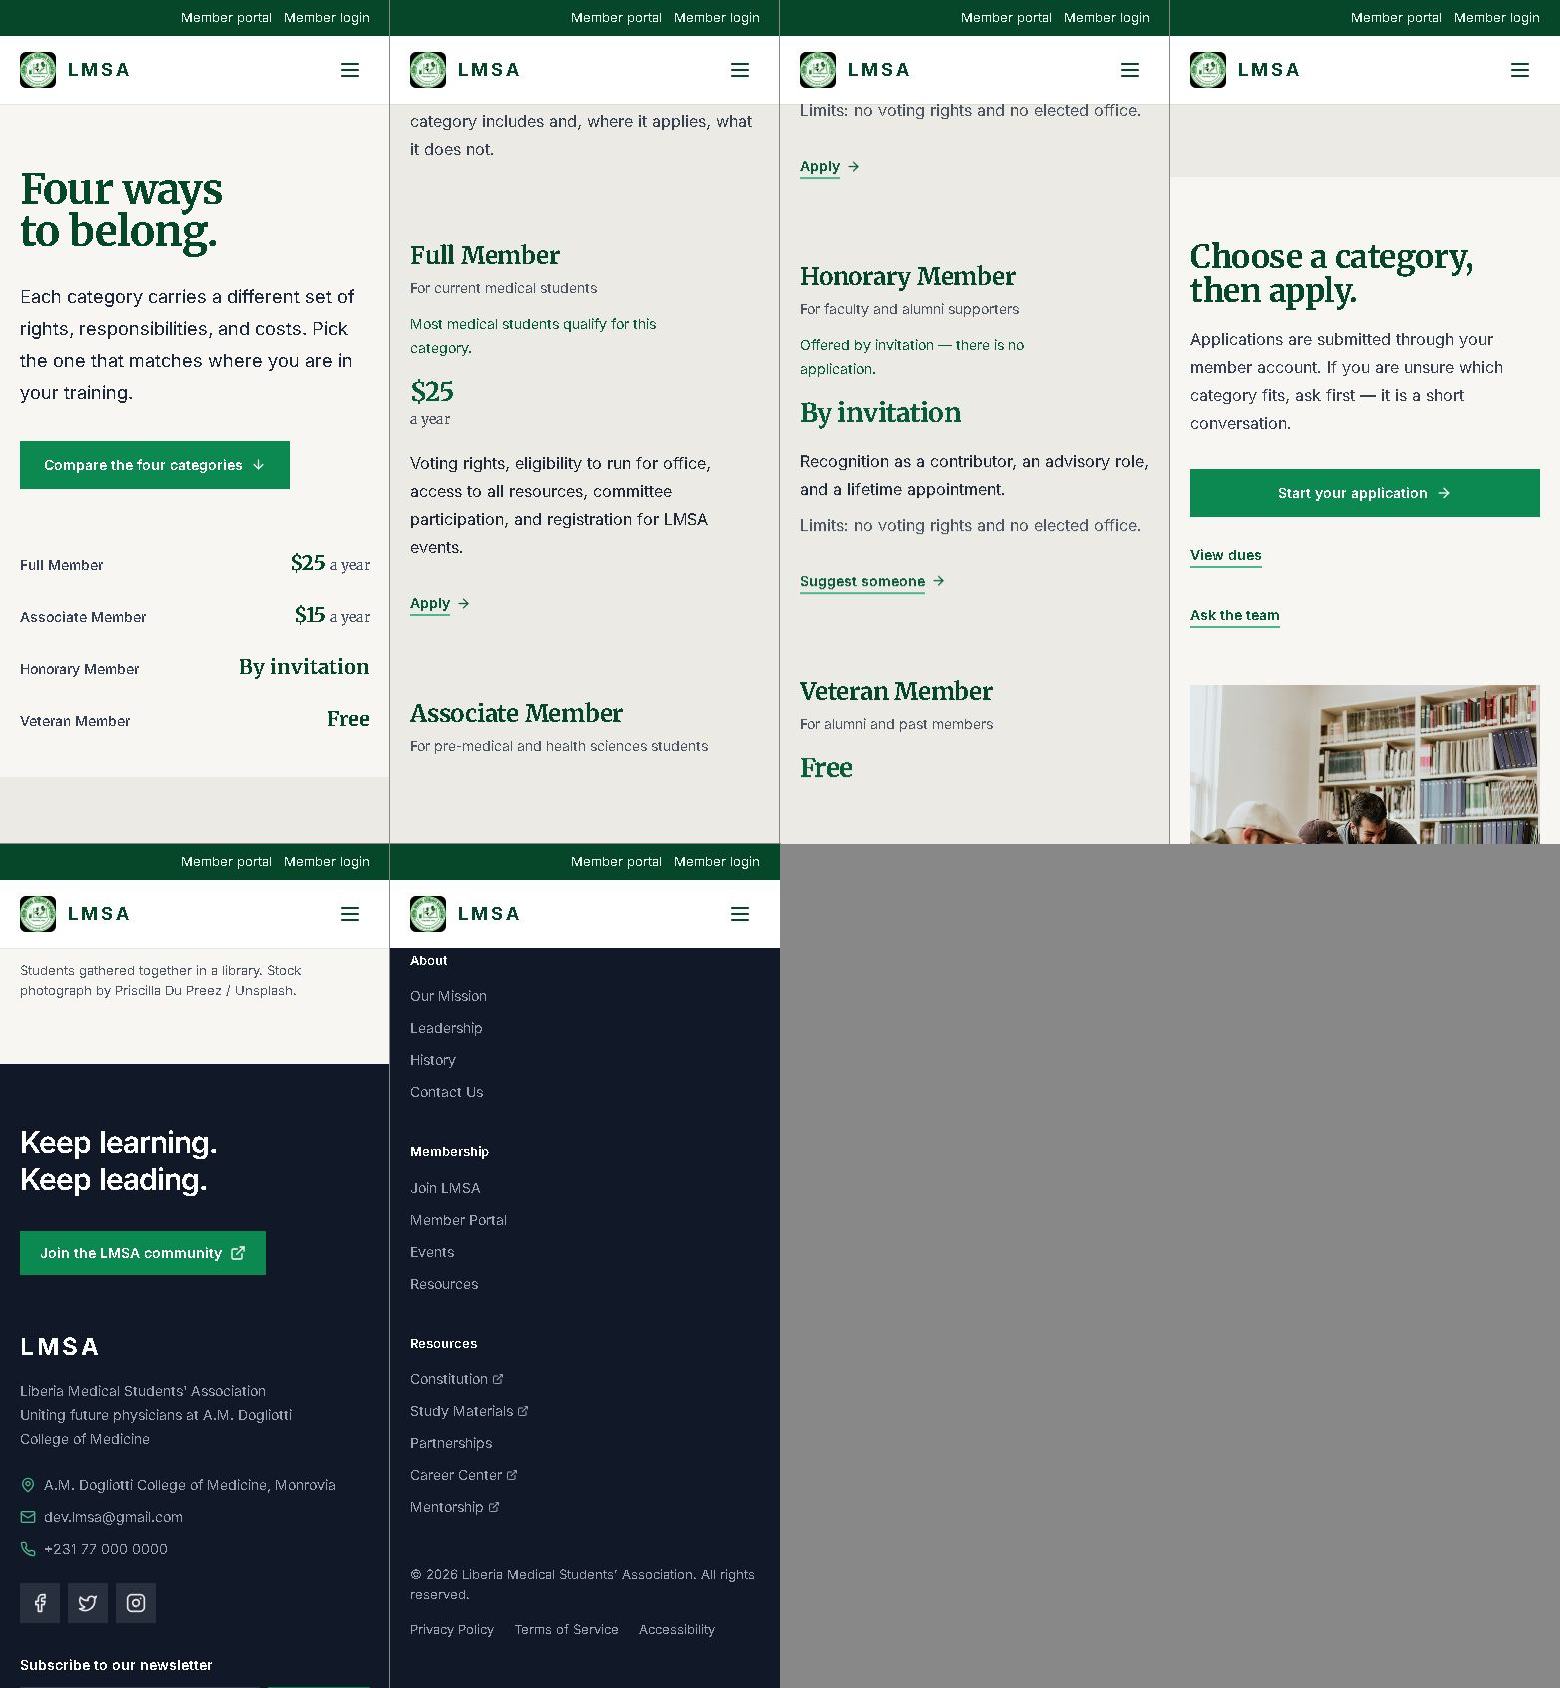 Member portal Member login
LMSA
Four ways
to belong.
Each category carries a different set of
rights, responsibilities, and costs. Pick
the one that matches where you are in
your training.
Compare the four categories
Full Member $25 a year
Associate Member $15 a year
Honorary Member By invitation
Veteran Member Free
Member portal Member login
LMSA
category includes and, where it applies, what
it does not.
Full Member
For current medical students
Most medical students qualify for this
category.
$25
a year
Voting rights, eligibility to run for office,
access to all resources, committee
participation, and registration for LMSA
events.
Apply
Associate Member
For pre-medical and health sciences students
Member portal Member login
LMSA
Limits: no voting rights and no elected office.
Apply
Honorary Member
For faculty and alumni supporters
Offered by invitation — there is no
application.
By invitation
Recognition as a contributor, an advisory role,
and a lifetime appointment.
Limits: no voting rights and no elected office.
Suggest someone
Veteran Member
For alumni and past members
Free
Member portal Member login
LMSA
Choose a category,
then apply.
Applications are submitted through your
member account. If you are unsure which
category fits, ask first — it is a short
conversation.
Start your application
View dues
Ask the team
Member portal Member login
LMSA
Students gathered together in a library. Stock
photograph by Priscilla Du Preez / Unsplash.
Keep learning.
Keep leading.
Join the LMSA community
LMSA
Liberia Medical Students' Association
Uniting future physicians at A.M. Dogliotti
College of Medicine
A.M. Dogliotti College of Medicine, Monrovia
dev.lmsa@gmail.com
+231 77 000 0000
Subscribe to our newsletter
Member portal Member login
LMSA
About
Our Mission
Leadership
History
Contact Us
Membership
Join LMSA
Member Portal
Events
Resources
Resources
Constitution
Study Materials
Partnerships
Career Center
Mentorship
© 2026 Liberia Medical Students' Association. All rights
reserved.
Privacy Policy Terms of Service Accessibility